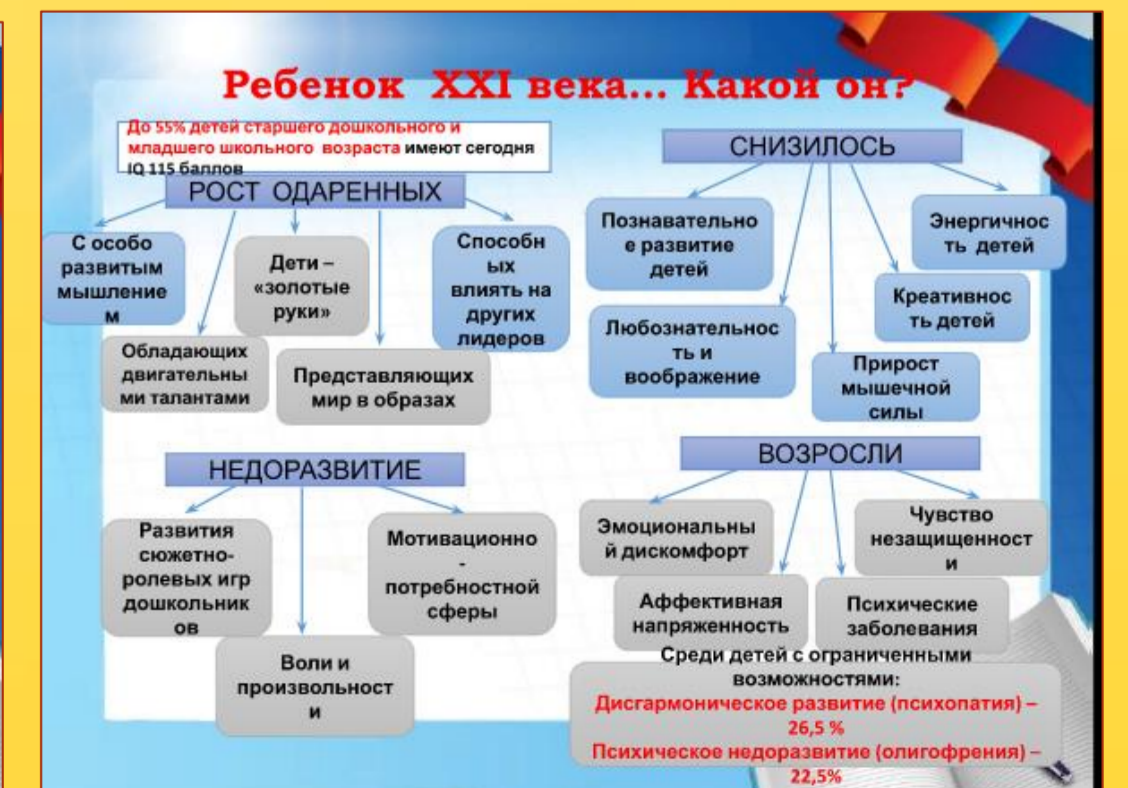 Ребенок XXI века... Какой он?
До 55% детей старшего дошкольного и
младшего школьного возраста имеют сегодня
IQ 115 баллов
РОСТ ОДАРЕННЫХ
С особо
развитым
мышление
м
Обладающих
двигательны
ми талантами
Дети –
«золотые
руки»
Представляющих
мир в образах
Способн
ых
влиять на
других
лидеров
СНИЗИЛОСЬ
Познавательно
е развитие
детей
Любознательнос
ть и
воображение
Прирост
мышечной
силы
Креативнос
ть детей
Энергичнос
ть детей
НЕДОРАЗВИТИЕ
Развития
сюжетно-
ролевых игр
дошкольник
ов
Воли и
произвольност
и
Мотивационно
-
потребностной
сферы
ВОЗРОСЛИ
Эмоциональны
й дискомфорт
Аффективная
напряженность
Психические
заболевания
Чувство
незащищенност
и
Среди детей с ограниченными
возможностями:
Дисгармоническое развитие (психопатия) –
26,5 %
Психическое недоразвитие (олигофрения) –
22,5%